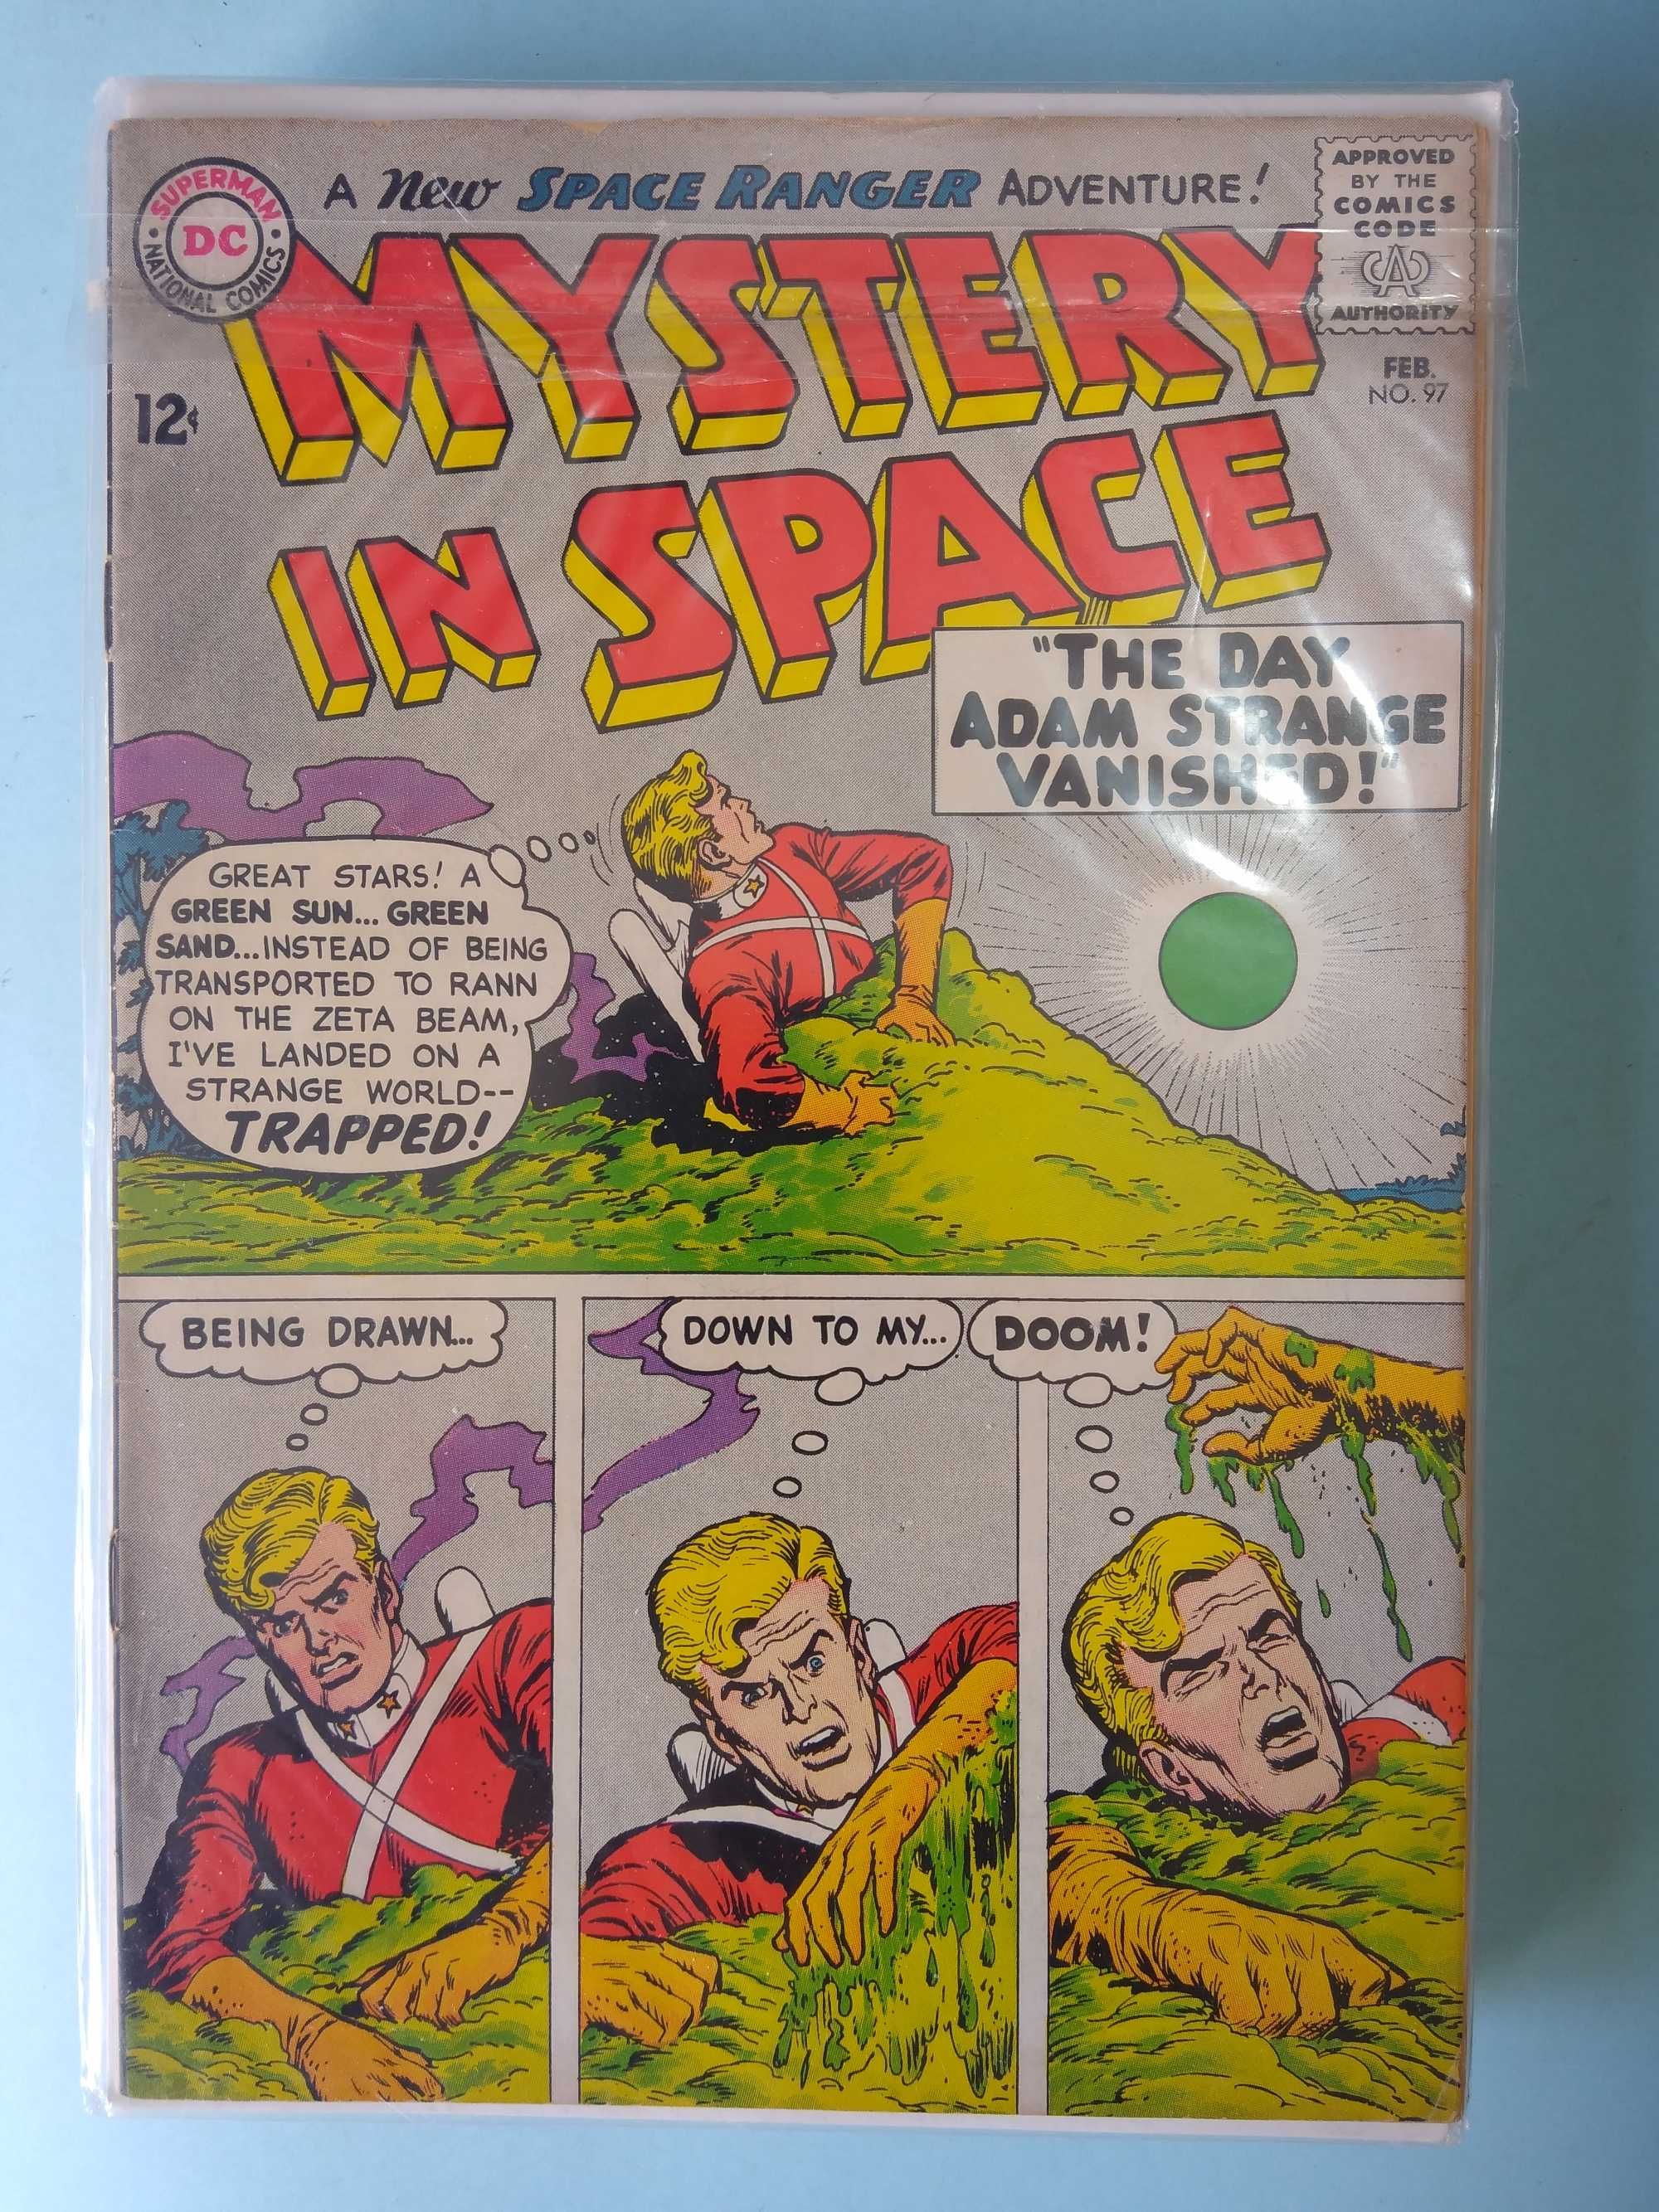 A New SPACE RANGER ADVENTURE!
SUPERMAN
DC
NATIONAL COMICS
APPROVED
BY THE
COMICS
CODE
CA
AUTHORITY
MYSTERY
IN SPACE
12¢
FEB.
NO. 97
"THE DAY
ADAM STRANGE
VANISHED!"
GREAT STARS! A
GREEN SUN... GREEN
SAND...INSTEAD OF BEING
TRANSPORTED TO RANN
ON THE ZETA BEAM,
I'VE LANDED ON A
STRANGE WORLD--
TRAPPED!
BEING DRAWN...
DOWN TO MY...
DOOM!